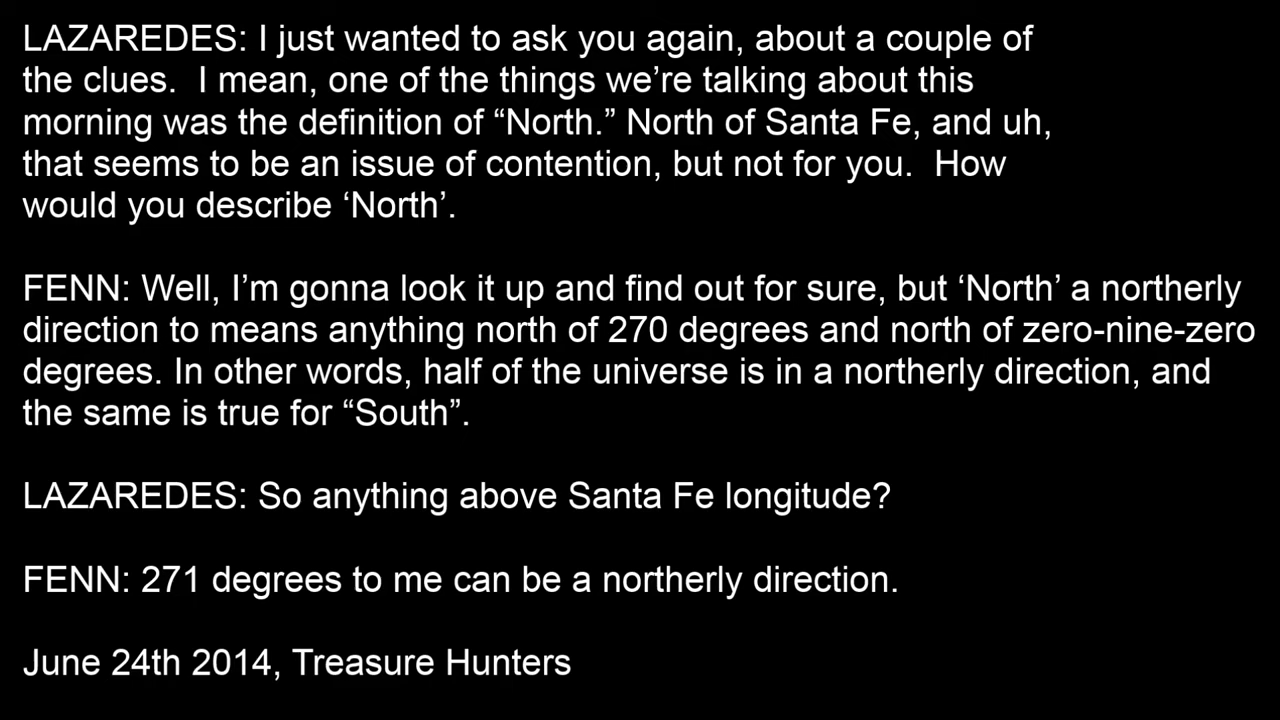 LAZAREDES: I just wanted to ask you again, about a couple of
the clues.  I mean, one of the things we’re talking about this
morning was the definition of “North.” North of Santa Fe, and uh,
that seems to be an issue of contention, but not for you.  How
would you describe ‘North’.
FENN: Well, I’m gonna look it up and find out for sure, but ‘North’ a northerly
direction to means anything north of 270 degrees and north of zero-nine-zero
degrees. In other words, half of the universe is in a northerly direction, and
the same is true for “South”.
LAZAREDES: So anything above Santa Fe longitude?
FENN: 271 degrees to me can be a northerly direction.
June 24th 2014, Treasure Hunters